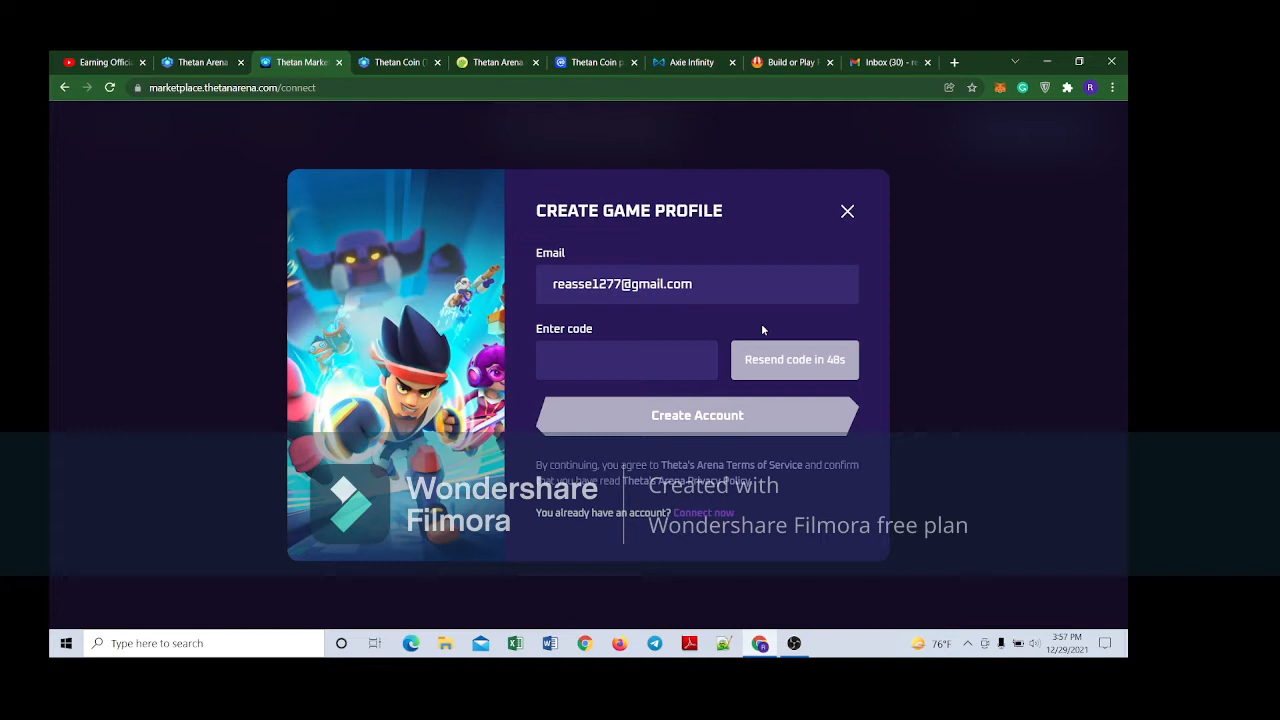 Earning Offici
Thetan Arena
Thetan Marke
Thetan Coin (
Thetan Arena
Thetan Coin p
Axie Infinity
Build or Play F
Inbox (30) - r
marketplace.thetanarena.com/connect
R
CREATE GAME PROFILE
Email
reasse1277@gmail.com
Enter code
Resend code in 48s
Create Account
By continuing, you agree to Theta's Arena Terms of Service and confirm
that you have read Theta's Arena Privacy Policy.
You already have an account? Connect now
Wondershare
Filmora
Created with
Wondershare Filmora free plan
Type here to search
76°F
3:57 PM
12/29/2021